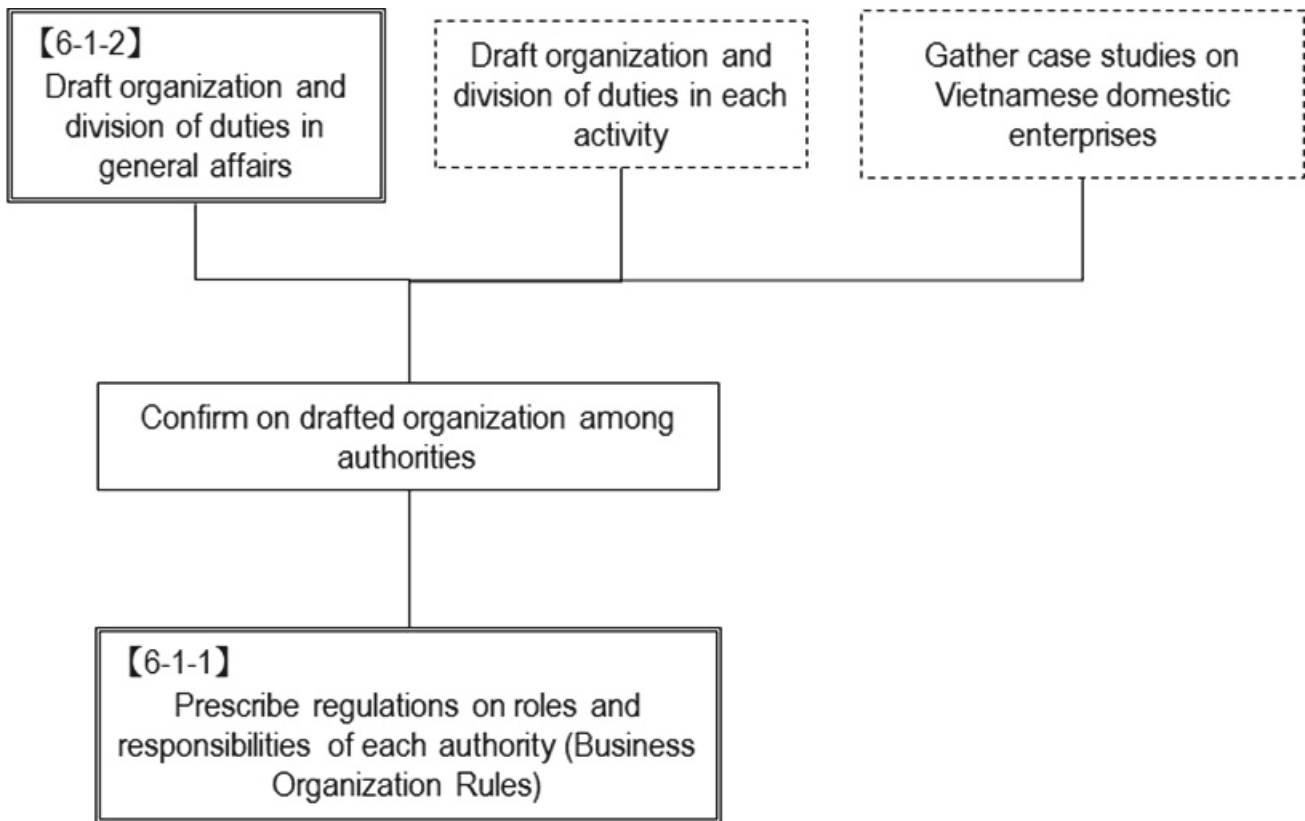 【6-1-2】
Draft organization and
division of duties in
general affairs
Draft organization and
division of duties in each
activity
Gather case studies on
Vietnamese domestic
enterprises
Confirm on drafted organization among
authorities
【6-1-1】
Prescribe regulations on roles and
responsibilities of each authority (Business
Organization Rules)